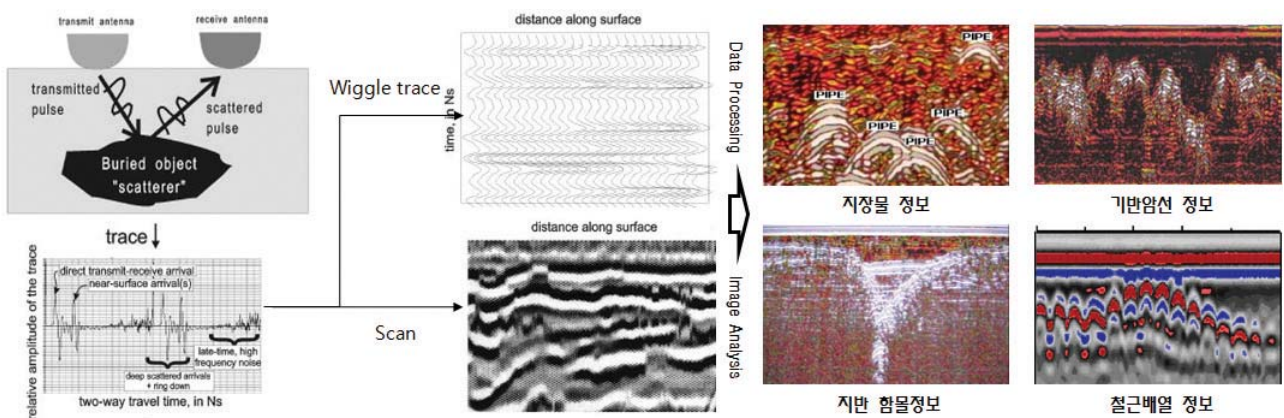 transmit antenna
receive antenna
transmitted
pulse
scattered
pulse
Buried object
"scatterer"
trace
relative amplitude of the trace
direct transmit-receive arrival
near-surface arrival(s)
late-time, high
frequency noise
deep scattered arrivals
+ ring down
two-way travel time, in Ns
Wiggle trace
Scan
distance along surface
time, in Ns
distance along surface
Data Processing
Image Analysis
PIPE
PIPE
PIPE
PIPE
PIPE
지장물 정보
기반암선 정보
지반 함몰정보
철근배열 정보